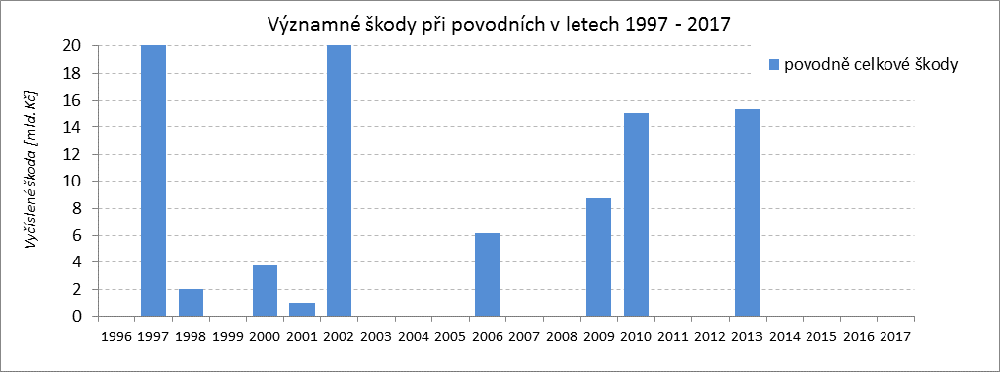 Významné škody při povodních v letech 1997 - 2017
povodně celkové škody
Vyčíslené škoda [mld. Kč]
20
18
16
14
12
10
8
6
4
2
0
1996 1997 1998 1999 2000 2001 2002 2003 2004 2005 2006 2007 2008 2009 2010 2011 2012 2013 2014 2015 2016 2017